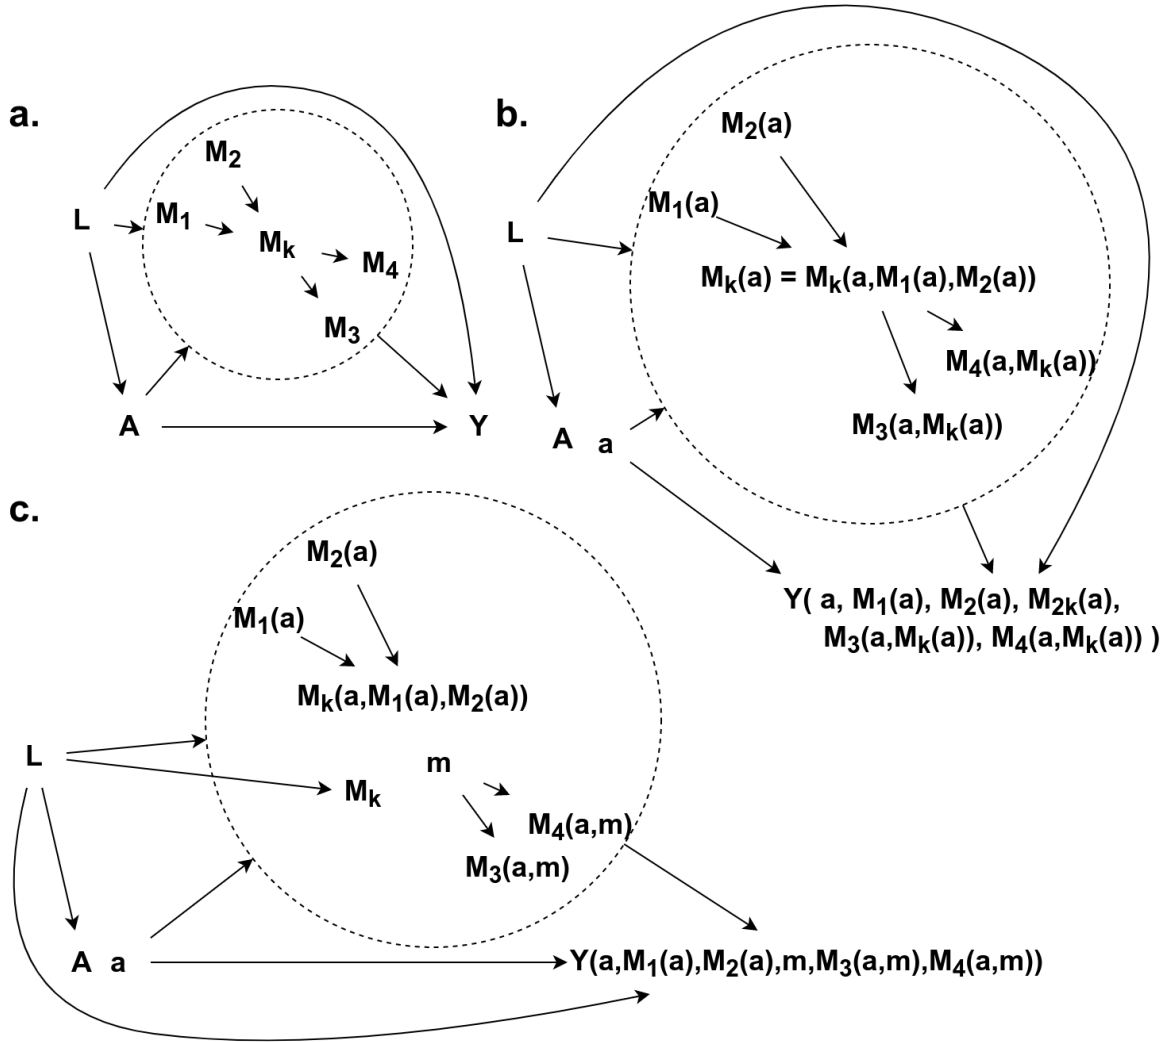 a.
M₂
L
M₁
Mₖ
M₄
M₃
A
Y
b.
M₂(a)
M₁(a)
L
Mₖ(a) = Mₖ(a,M₁(a),M₂(a))
M₄(a,Mₖ(a))
M₃(a,Mₖ(a))
A a
Y( a, M₁(a), M₂(a), M₂ₖ(a),
M₃(a,Mₖ(a)), M₄(a,Mₖ(a)) )
c.
M₂(a)
M₁(a)
Mₖ(a,M₁(a),M₂(a))
L
m
Mₖ
M₄(a,m)
M₃(a,m)
A a
Y(a,M₁(a),M₂(a),m,M₃(a,m),M₄(a,m))